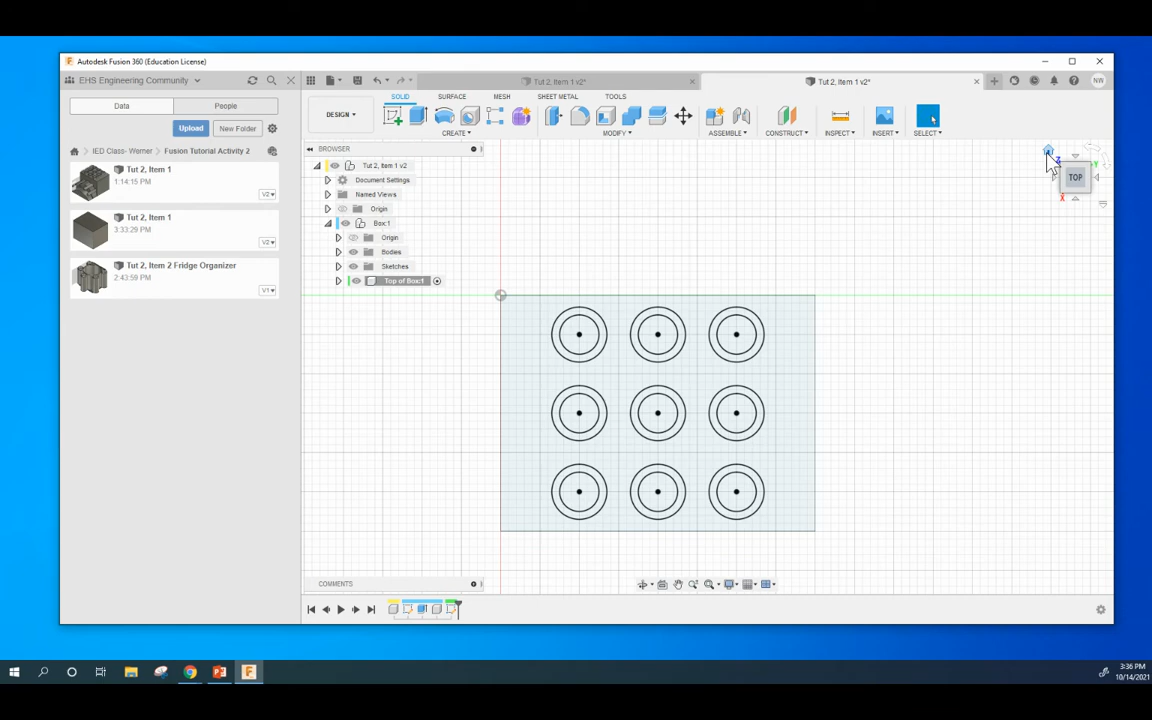 Autodesk Fusion 360 (Education License)
EHS Engineering Community
Tut 2, Item 1 v2*
Tut 2, Item 1 v2*
NW
Data
People
SOLID
SURFACE
MESH
SHEET METAL
TOOLS
DESIGN
CREATE
MODIFY
ASSEMBLE
CONSTRUCT
INSPECT
INSERT
SELECT
Upload
New Folder
IED Class- Werner
Fusion Tutorial Activity 2
Tut 2, Item 1
1:14:15 PM
V2
Tut 2, Item 1
3:33:29 PM
V2
Tut 2, Item 2 Fridge Organizer
2:43:59 PM
V1
BROWSER
Tut 2, Item 1 v2
Document Settings
Named Views
Origin
Box:1
Origin
Bodies
Sketches
Top of Box:1
Z
Y
TOP
X
COMMENTS
3:36 PM
10/14/2021